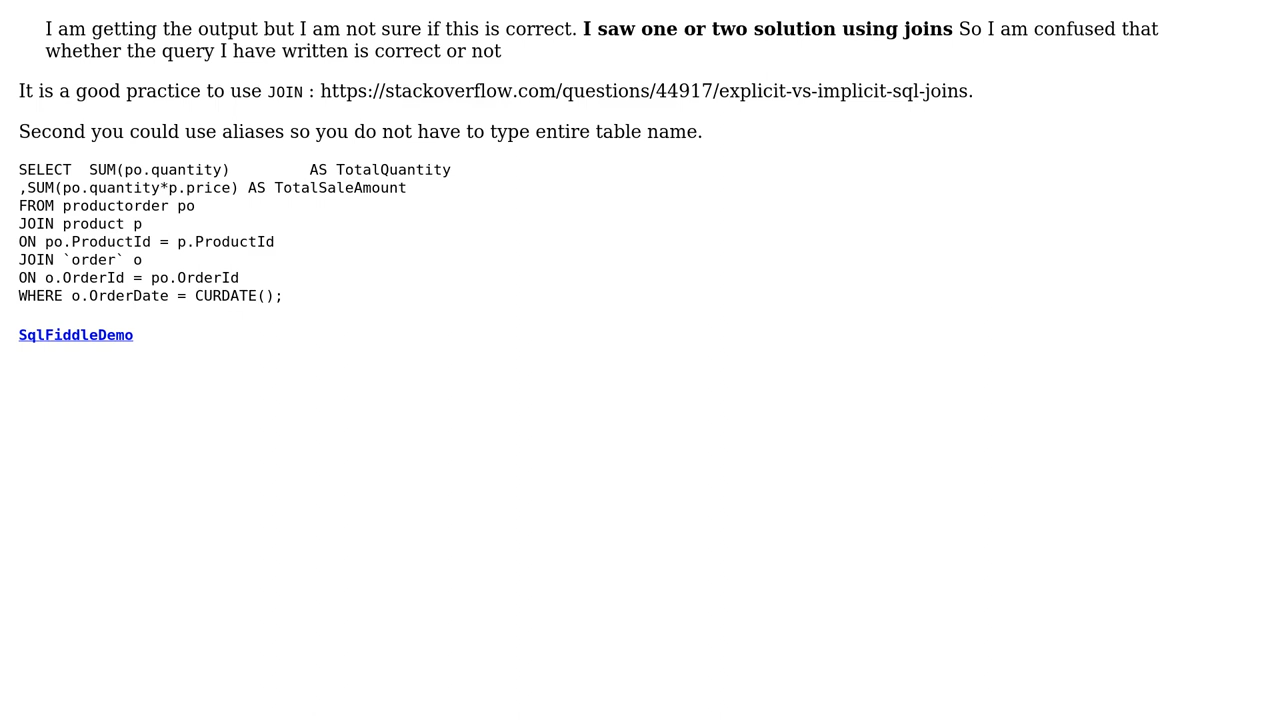 I am getting the output but I am not sure if this is correct. I saw one or two solution using joins So I am confused that
whether the query I have written is correct or not
It is a good practice to use JOIN : https://stackoverflow.com/questions/44917/explicit-vs-implicit-sql-joins.
Second you could use aliases so you do not have to type entire table name.
SELECT  SUM(po.quantity)         AS TotalQuantity
,SUM(po.quantity*p.price) AS TotalSaleAmount
FROM productorder po
JOIN product p
ON po.ProductId = p.ProductId
JOIN `order` o
ON o.OrderId = po.OrderId
WHERE o.OrderDate = CURDATE();
SqlFiddleDemo